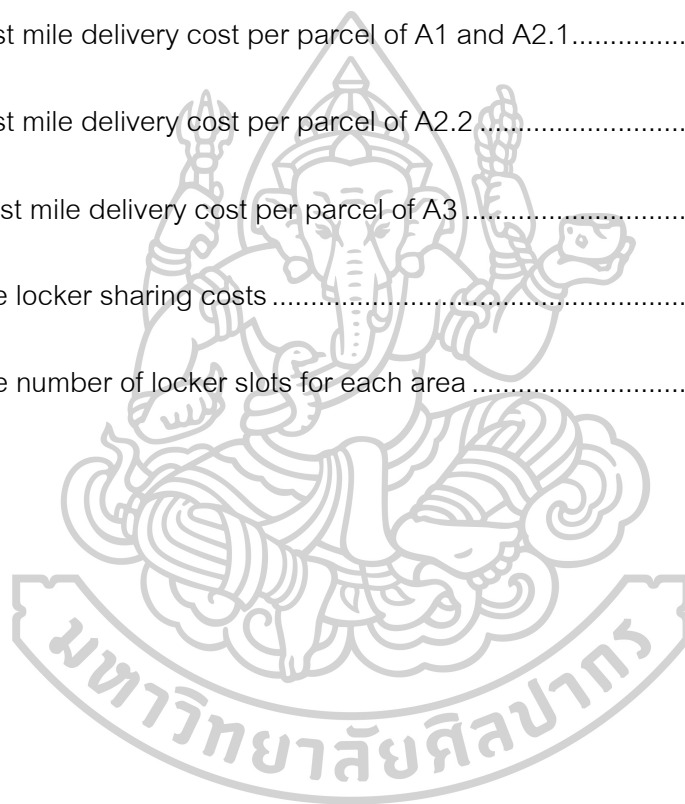 st mile delivery cost per parcel of A1 and A2.1...............
st mile delivery cost per parcel of A2.2 ..........................
st mile delivery cost per parcel of A3 ............................
e locker sharing costs ....................................................
e number of locker slots for each area ..........................
มหาวิทยาลัยศิลปากร